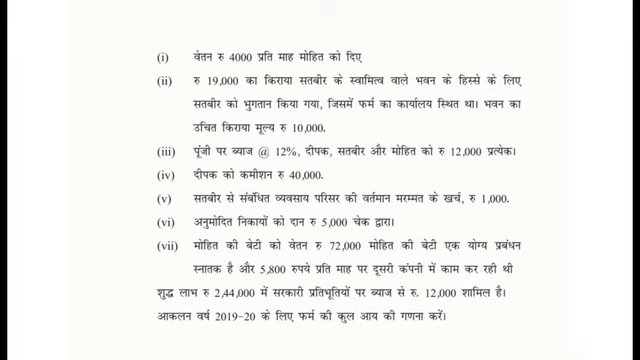 (i) वेतन रु 4000 प्रति माह मोहित को दिए
(ii) रु 19,000 का किराया सतबीर के स्वामित्व वाले भवन के हिस्से के लिए
सतबीर को भुगतान किया गया, जिसमें फर्म का कार्यालय स्थित था। भवन का
उचित किराया मूल्य रु 10,000.
(iii) पूंजी पर ब्याज @ 12%, दीपक, सतबीर और मोहित को रु 12,000 प्रत्येक।
(iv) दीपक को कमीशन रु 40,000.
(v) सतबीर से संबंधित व्यवसाय परिसर की वर्तमान मरम्मत के खर्च, रु 1,000.
(vi) अनुमोदित निकायों को दान रु 5,000 चेक द्वारा।
(vii) मोहित की बेटी को वेतन रु 72,000 मोहित की बेटी एक योग्य प्रबंधन
स्नातक है और 5,800 रुपये प्रति माह पर दूसरी कंपनी में काम कर रही थी
शुद्ध लाभ रु 2,44,000 में सरकारी प्रतिभूतियों पर ब्याज से रु. 12,000 शामिल है।
आकलन वर्ष 2019-20 के लिए फर्म की कुल आय की गणना करें।